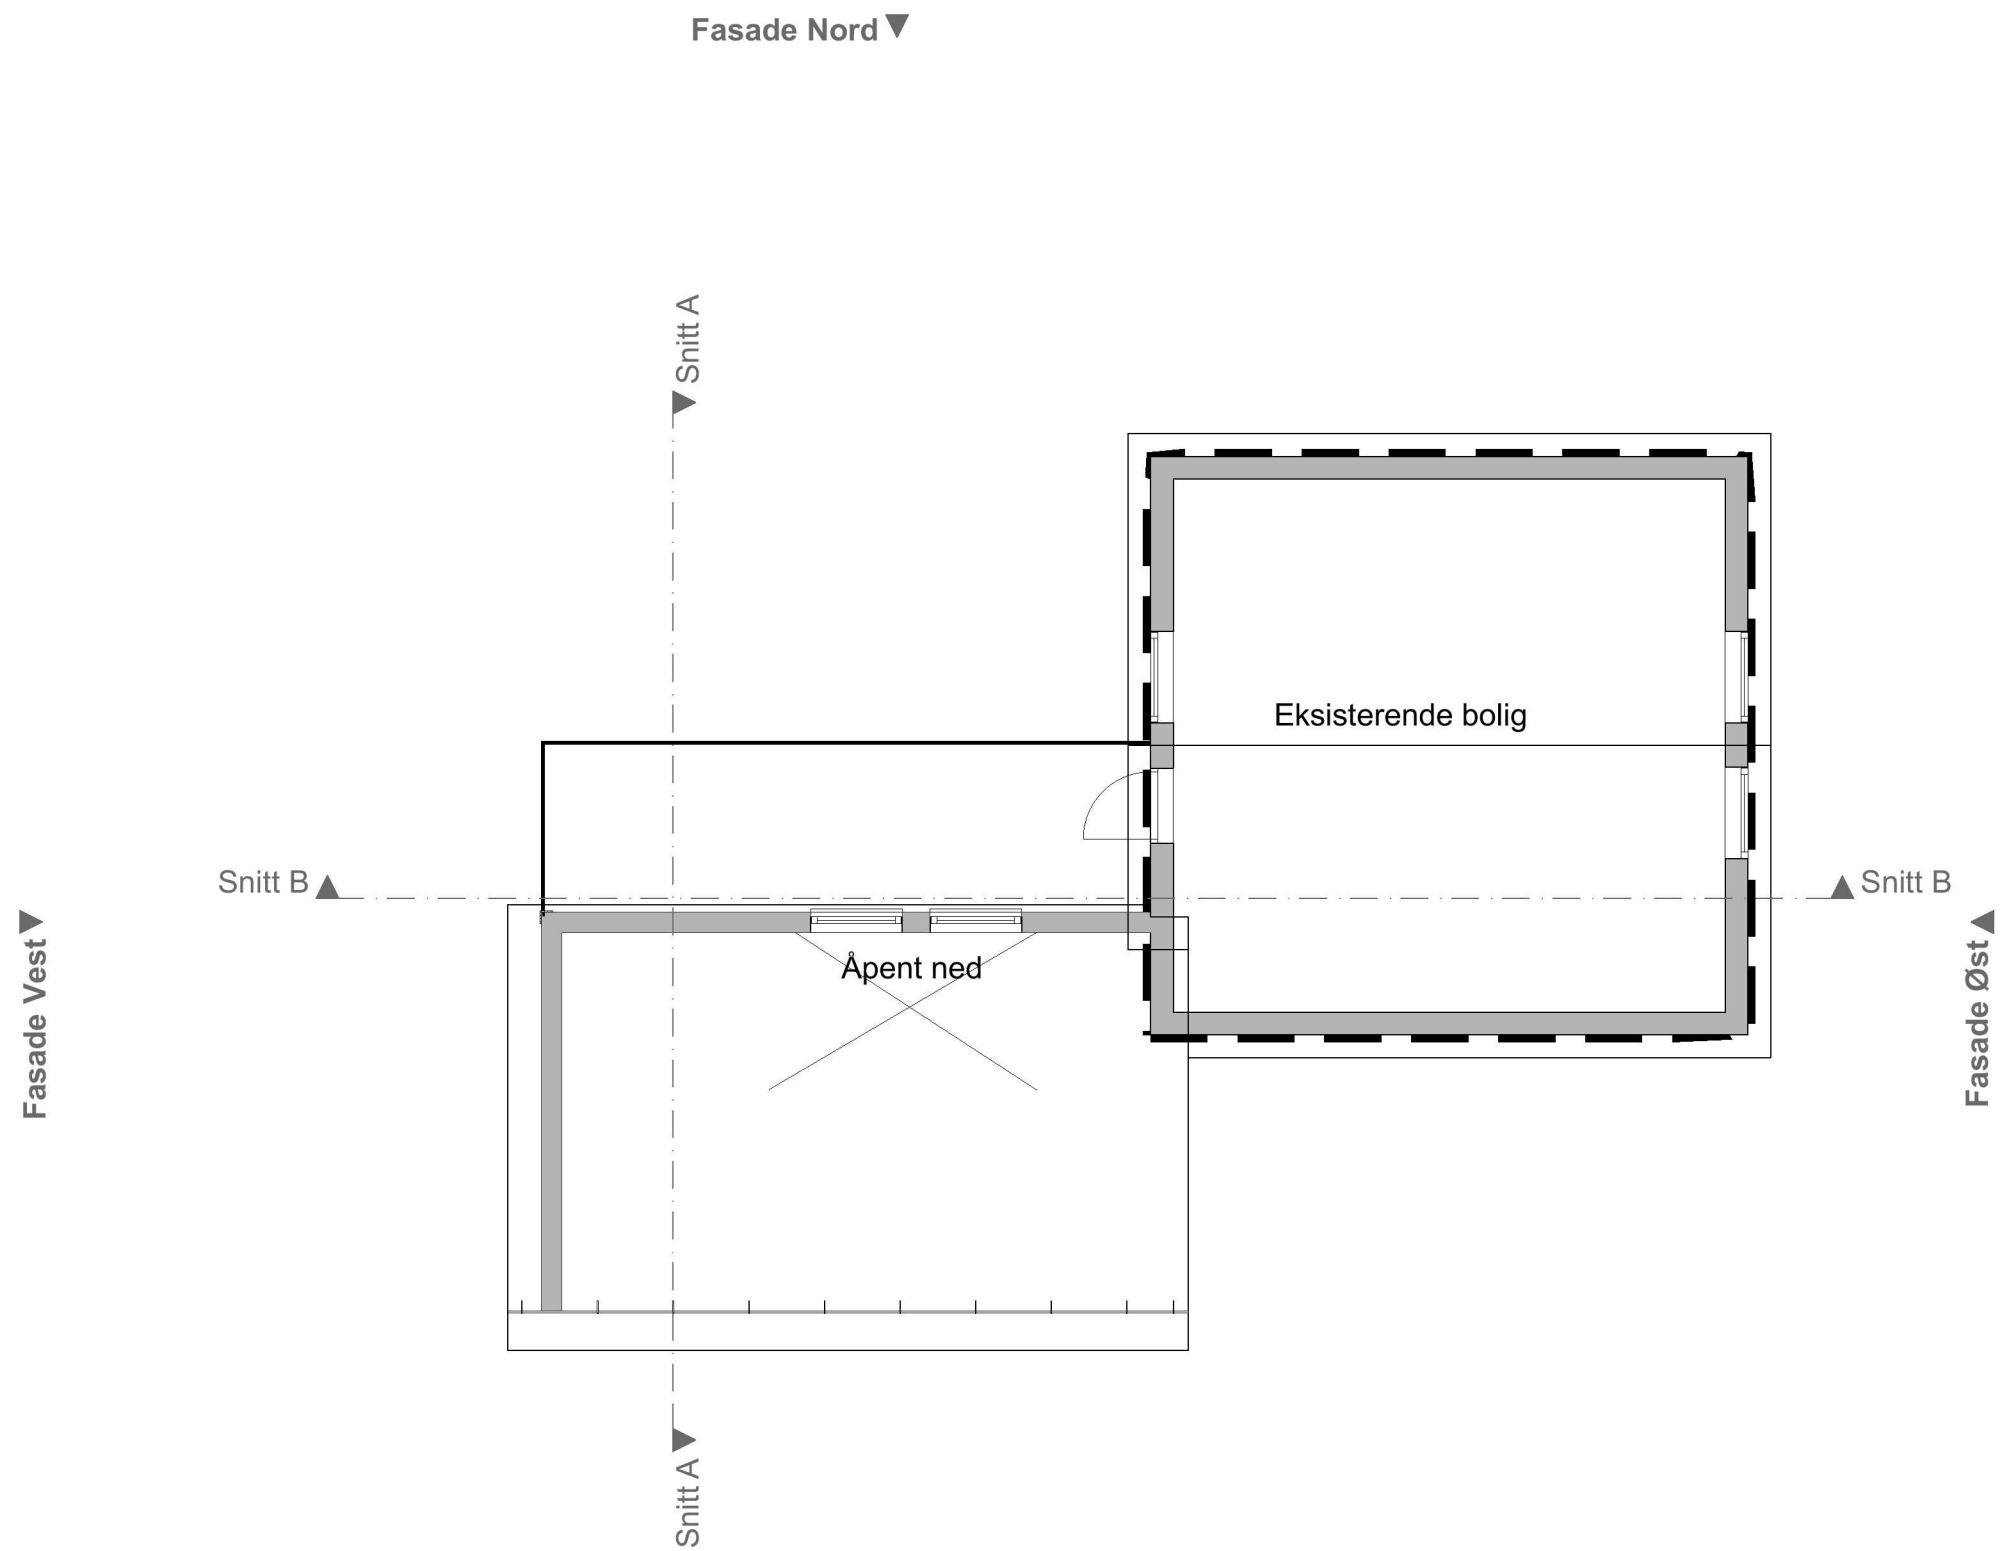 Fasade Nord
Snitt A
Eksisterende bolig
Snitt B
Snitt B
Fasade Vest
Åpent ned
Fasade Øst
Snitt A